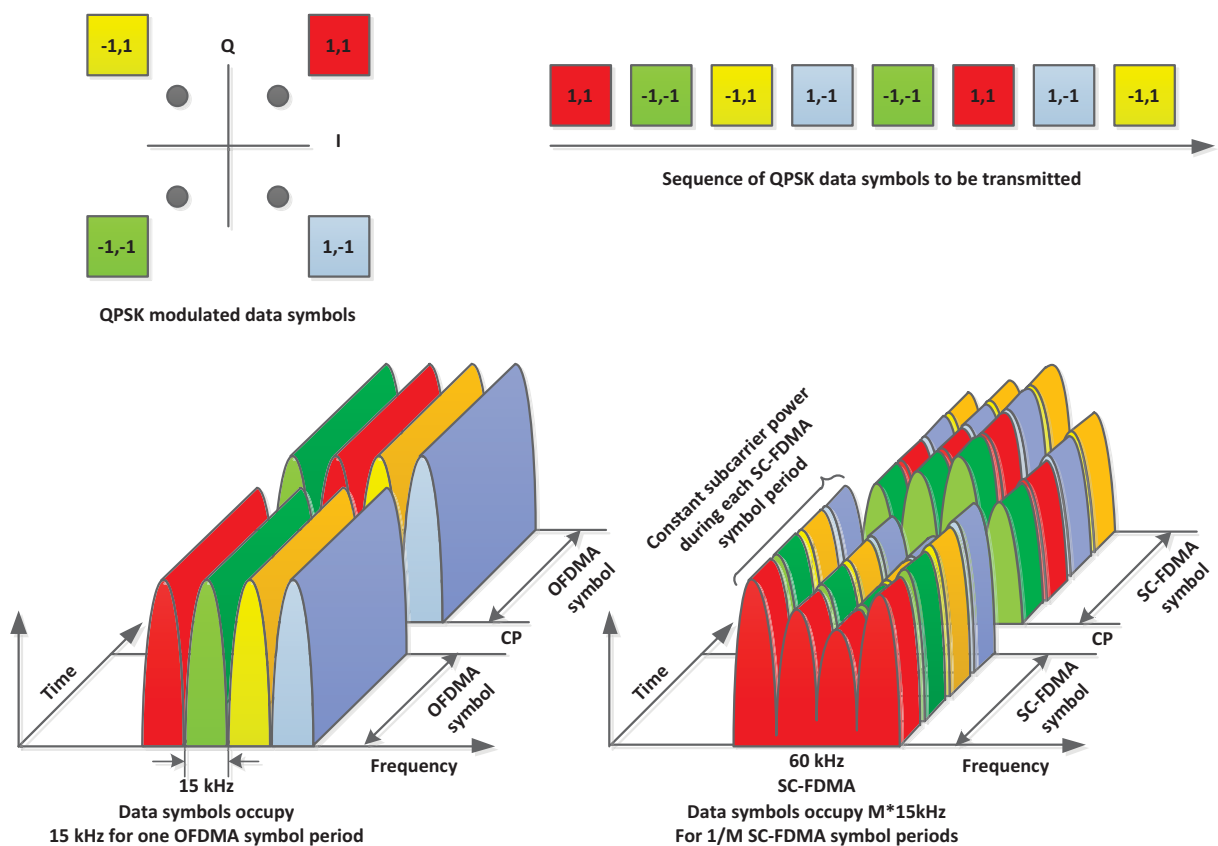 -1,1
Q
1,1
I
-1,-1
1,-1
QPSK modulated data symbols
1,1
-1,-1
-1,1
1,-1
-1,-1
1,1
1,-1
-1,1
Sequence of QPSK data symbols to be transmitted
Time
OFDMA
symbol
CP
OFDMA
symbol
Frequency
15 kHz
Data symbols occupy
15 kHz for one OFDMA symbol period
Constant subcarrier power
during each SC-FDMA
symbol period
Time
SC-FDMA
symbol
CP
SC-FDMA
symbol
Frequency
60 kHz
SC-FDMA
Data symbols occupy M*15kHz
For 1/M SC-FDMA symbol periods